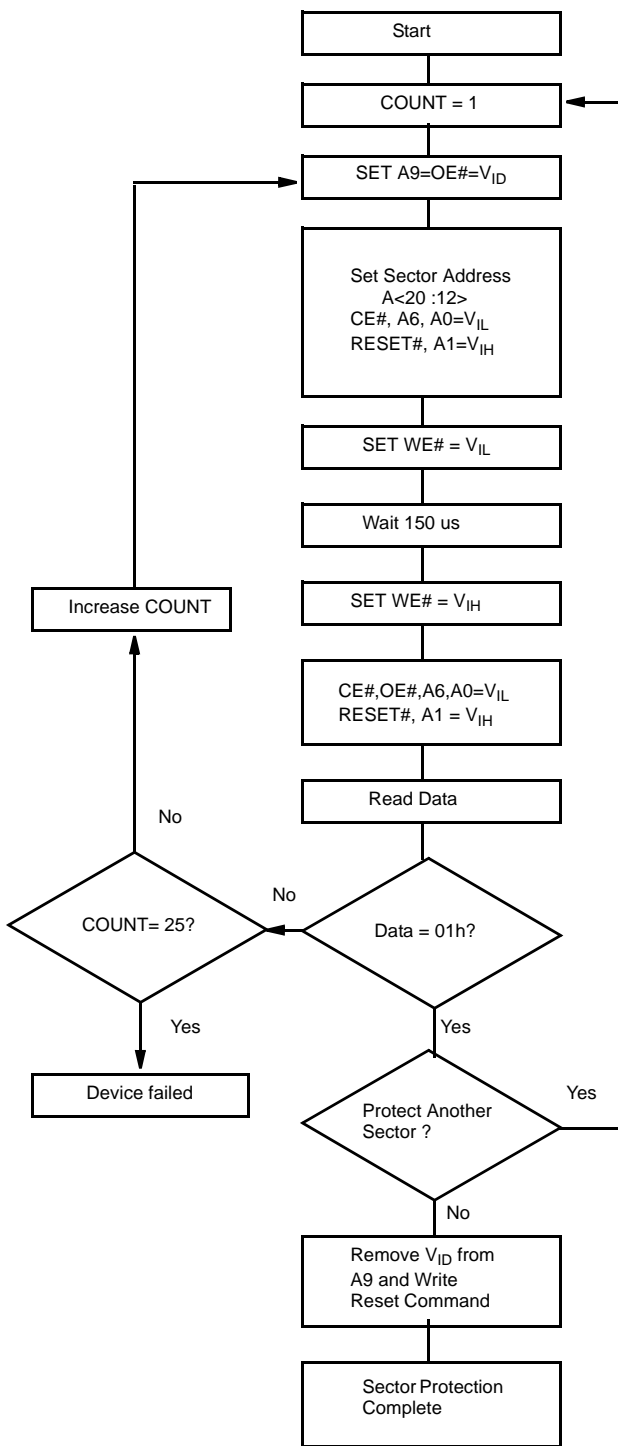 Start
COUNT = 1
SET A9=OE#=VID
Set Sector Address
A<20 :12>
CE#, A6, A0=VIL
RESET#, A1=VIH
SET WE# = VIL
Wait 150 us
Increase COUNT
SET WE# = VIH
CE#,OE#,A6,A0=VIL
RESET#, A1 = VIH
Read Data
No
No
COUNT= 25?
Data = 01h?
Yes
Yes
Device failed
Protect Another
Sector ?
Yes
No
Remove VID from
A9 and Write
Reset Command
Sector Protection
Complete